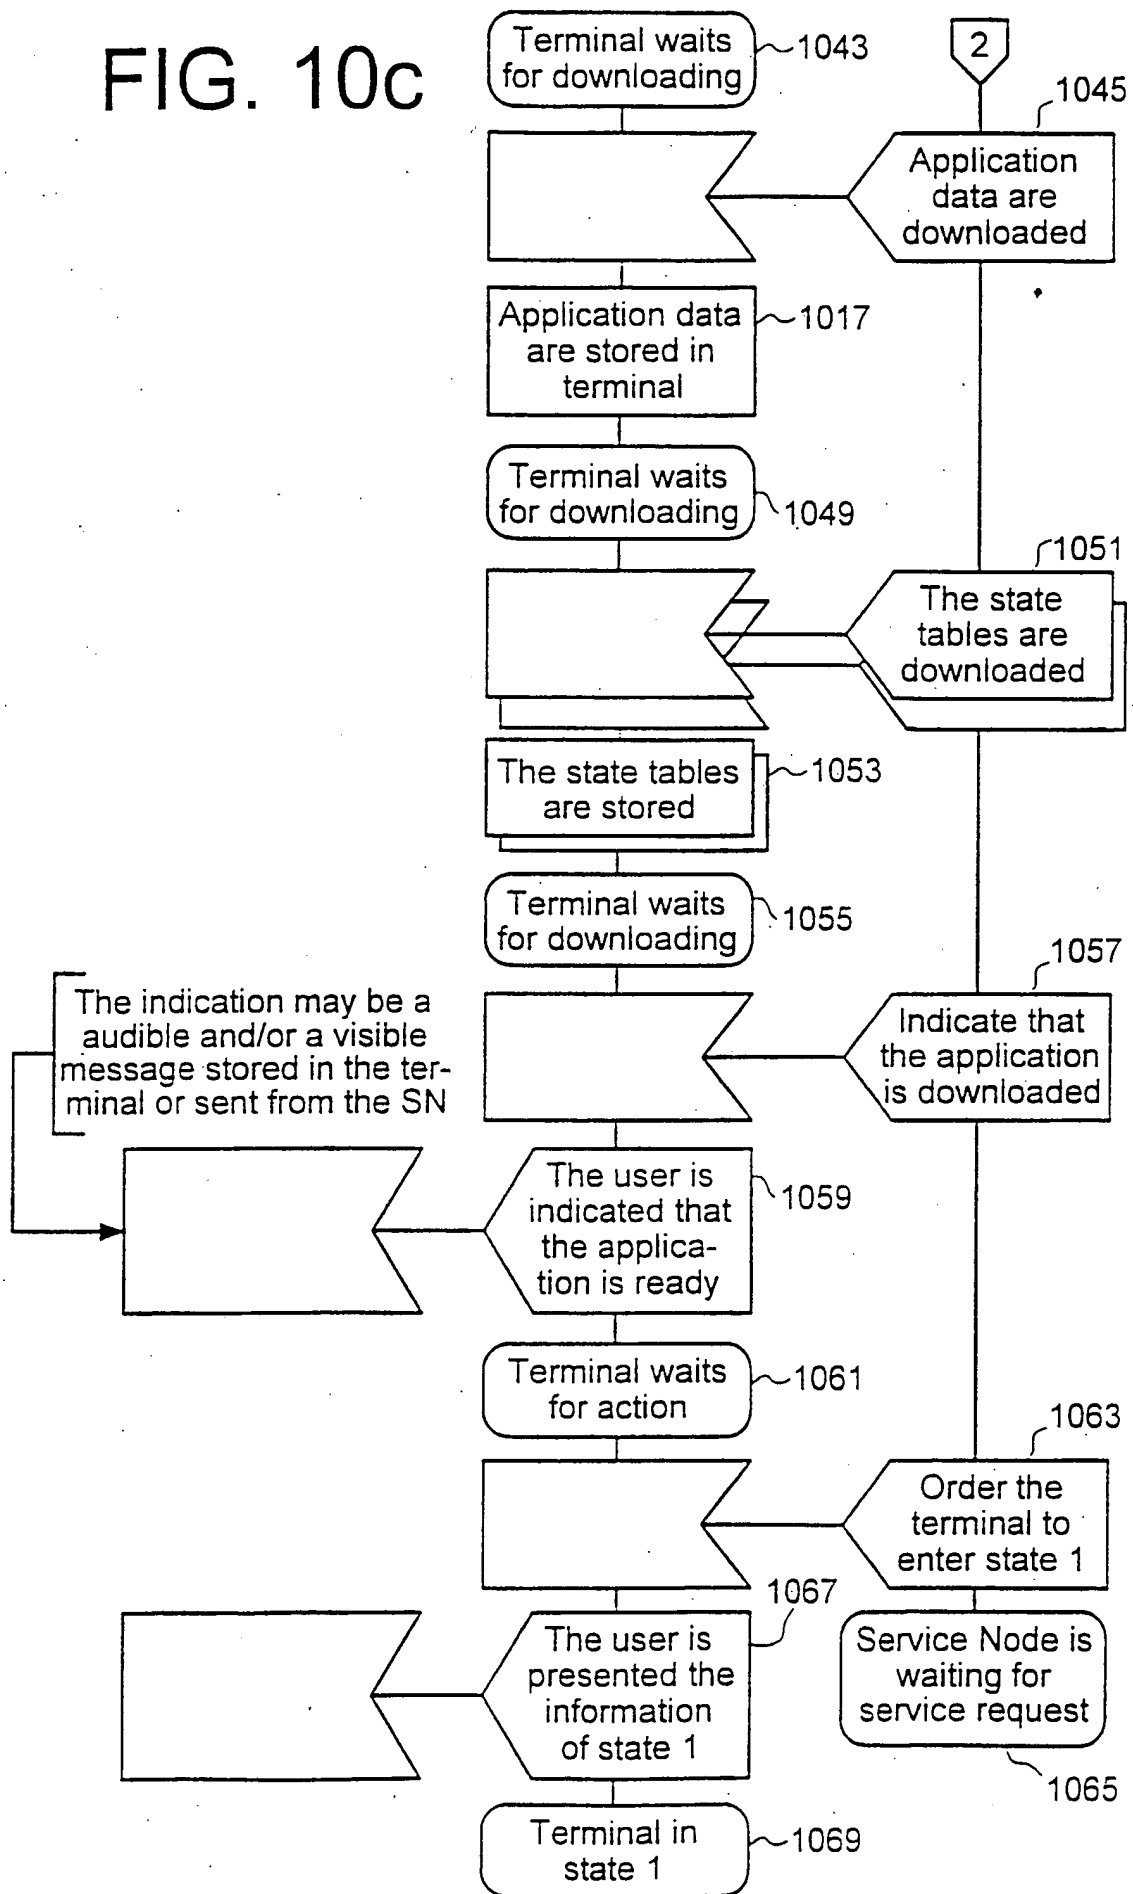 FIG. 10c
Terminal waits
for downloading
1043
2
1045
Application
data are
downloaded
Application data
are stored in
terminal
1017
Terminal waits
for downloading
1049
1051
The state
tables are
downloaded
The state tables
are stored
1053
Terminal waits
for downloading
1055
1057
Indicate that
the application
is downloaded
The indication may be a
audible and/or a visible
message stored in the ter-
minal or sent from the SN
The user is
indicated that
the applica-
tion is ready
1059
Terminal waits
for action
1061
1063
Order the
terminal to
enter state 1
1067
The user is
presented the
information
of state 1
Service Node is
waiting for
service request
1065
Terminal in
state 1
1069